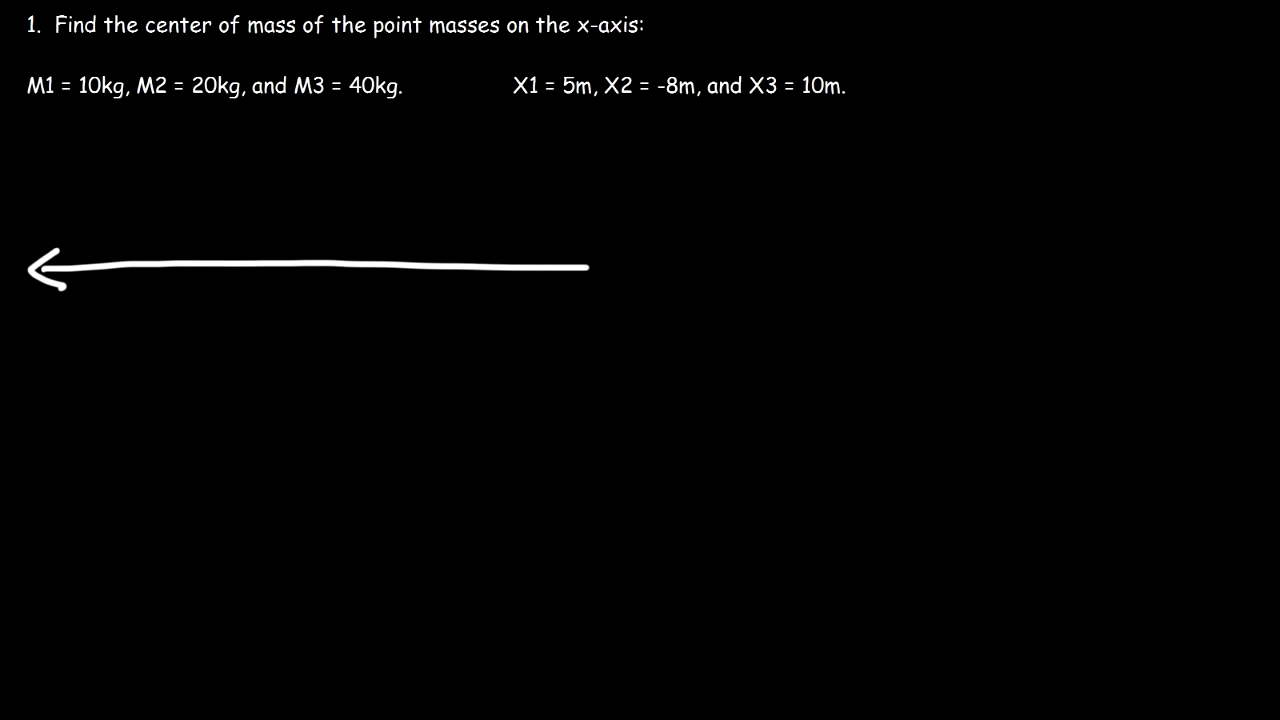 1. Find the center of mass of the point masses on the x-axis:
M1 = 10kg, M2 = 20kg, and M3 = 40kg. X1 = 5m, X2 = -8m, and X3 = 10m.